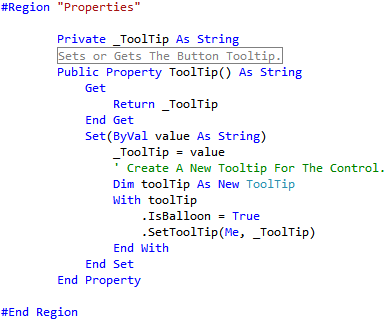 #Region "Properties"
Private _ToolTip As String
Sets or Gets The Button Tooltip.
Public Property ToolTip() As String
Get
Return _ToolTip
End Get
Set(ByVal value As String)
_ToolTip = value
' Create A New Tooltip For The Control.
Dim toolTip As New ToolTip
With toolTip
.IsBalloon = True
.SetToolTip(Me, _ToolTip)
End With
End Set
End Property
#End Region